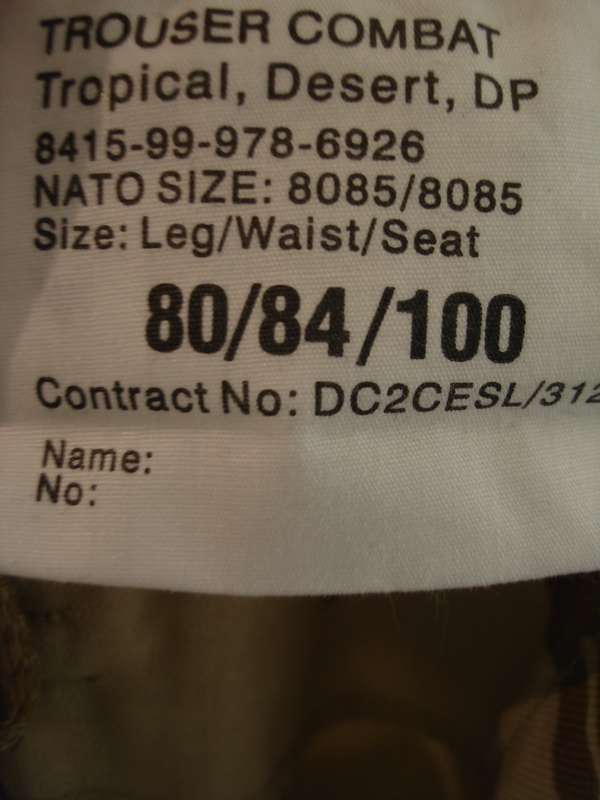 TROUSER COMBAT
Tropical, Desert, DP
8415-99-978-6926
NATO SIZE: 8085/8085
Size: Leg/Waist/Seat
80/84/100
Contract No: DC2CESL/312
Name:
No: